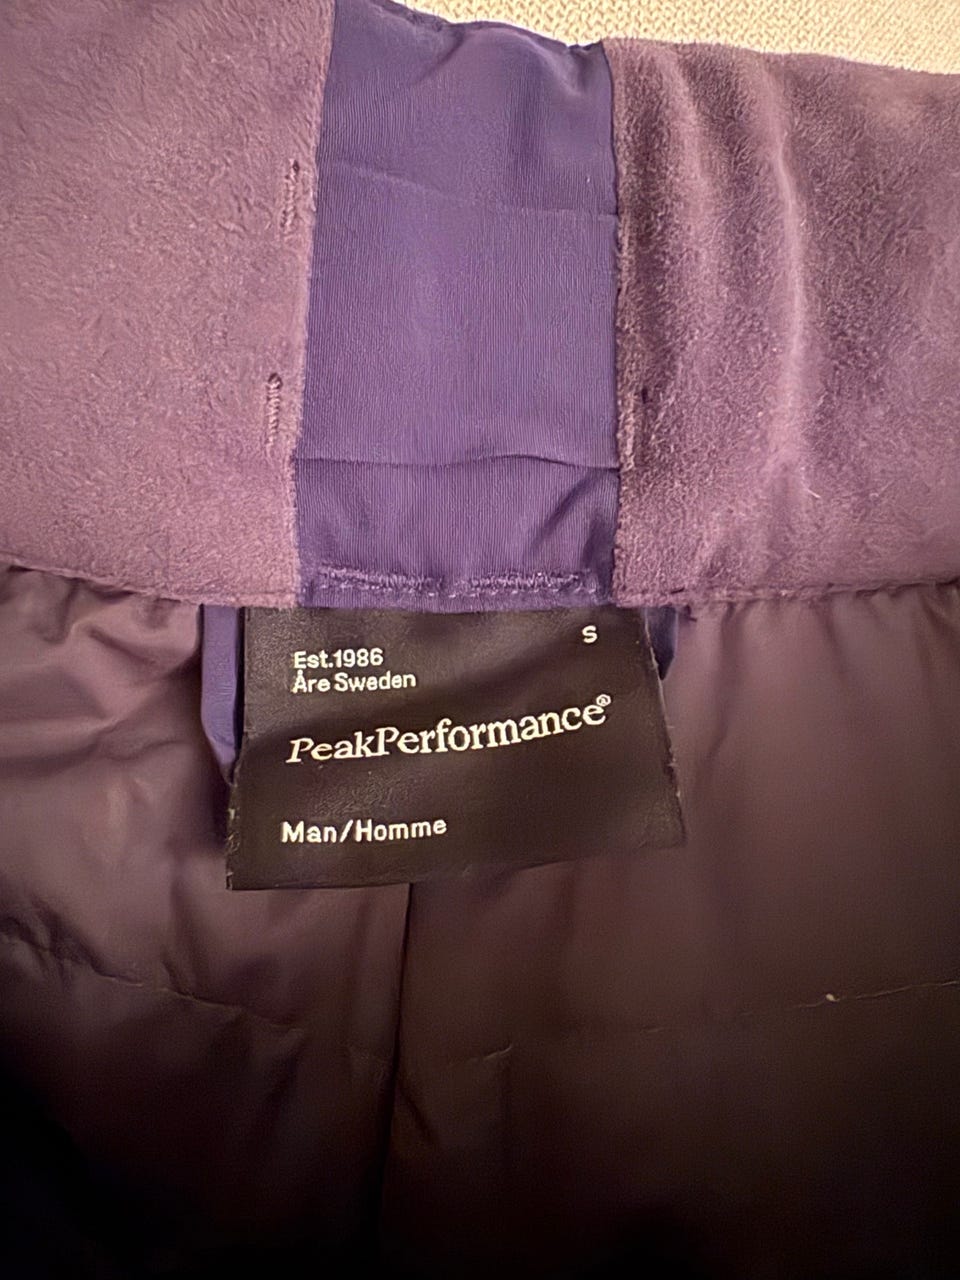 S
Est.1986
Åre Sweden
PeakPerformance®
Man/Homme